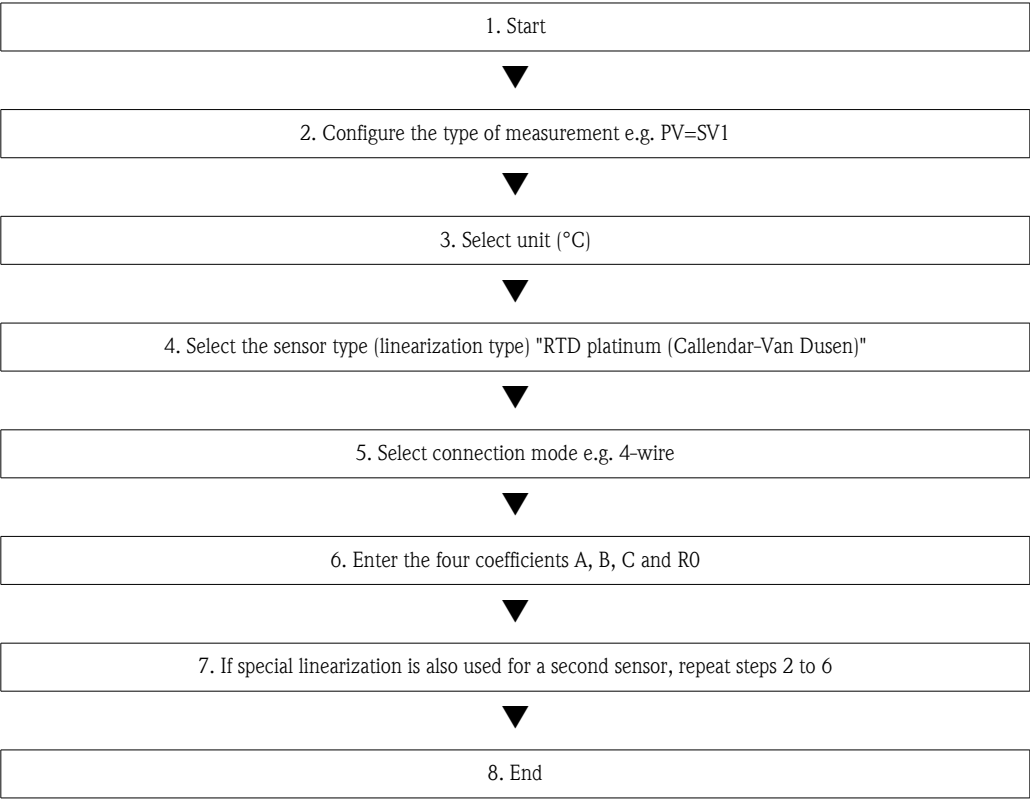 1. Start
2. Configure the type of measurement e.g. PV=SV1
3. Select unit (°C)
4. Select the sensor type (linearization type) "RTD platinum (Callendar-Van Dusen)"
5. Select connection mode e.g. 4-wire
6. Enter the four coefficients A, B, C and R0
7. If special linearization is also used for a second sensor, repeat steps 2 to 6
8. End